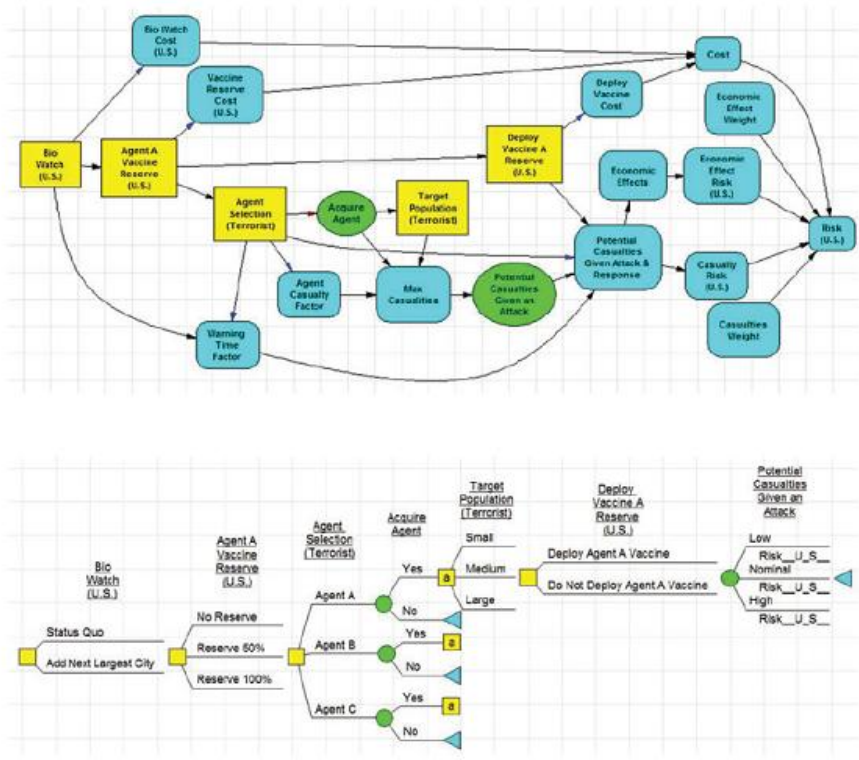 Bio Watch
Cost
(U.S.)
Cost
Vaccine
Reserve
Cost
(U.S.)
Deploy
Vaccine
Cost
Economic
Effect
Weight
Bio
Watch
(U.S.)
Agent A
Vaccine
Reserve
(U.S.)
Deploy
Vaccine A
Reserve
(U.S.)
Economic
Effects
Economic
Effect
Risk
(U.S.)
Agent
Selection
(Terrorist)
Acquire
Agent
Target
Population
(Terrorist)
Potential
Casualties
Given Attack &
Response
Risk
(U.S.)
Agent
Casualty
Factor
Max
Casualities
Potential
Casualties
Given an
Attack
Casualty
Risk
(U.S.)
Casualties
Weight
Warning
Time
Factor
Bio
Watch
(U.S.)
Agent A
Vaccine
Reserve
(U.S.)
Agent
Selection
(Terrorist)
Acquire
Agent
Target
Population
(Terrorist)
Deploy
Vaccine A
Reserve
(U.S.)
Potential
Casualties
Given an
Attack
Status Quo
Add Next Largest City
No Reserve
Reserve 50%
Reserve 100%
Agent A
Agent B
Agent C
Yes
No
Yes
No
Yes
No
a
a
a
Small
Medium
Large
Deploy Agent A Vaccine
Do Not Deploy Agent A Vaccine
Low
Risk__U_S__
Nominal
Risk__U_S__
High
Risk__U_S__